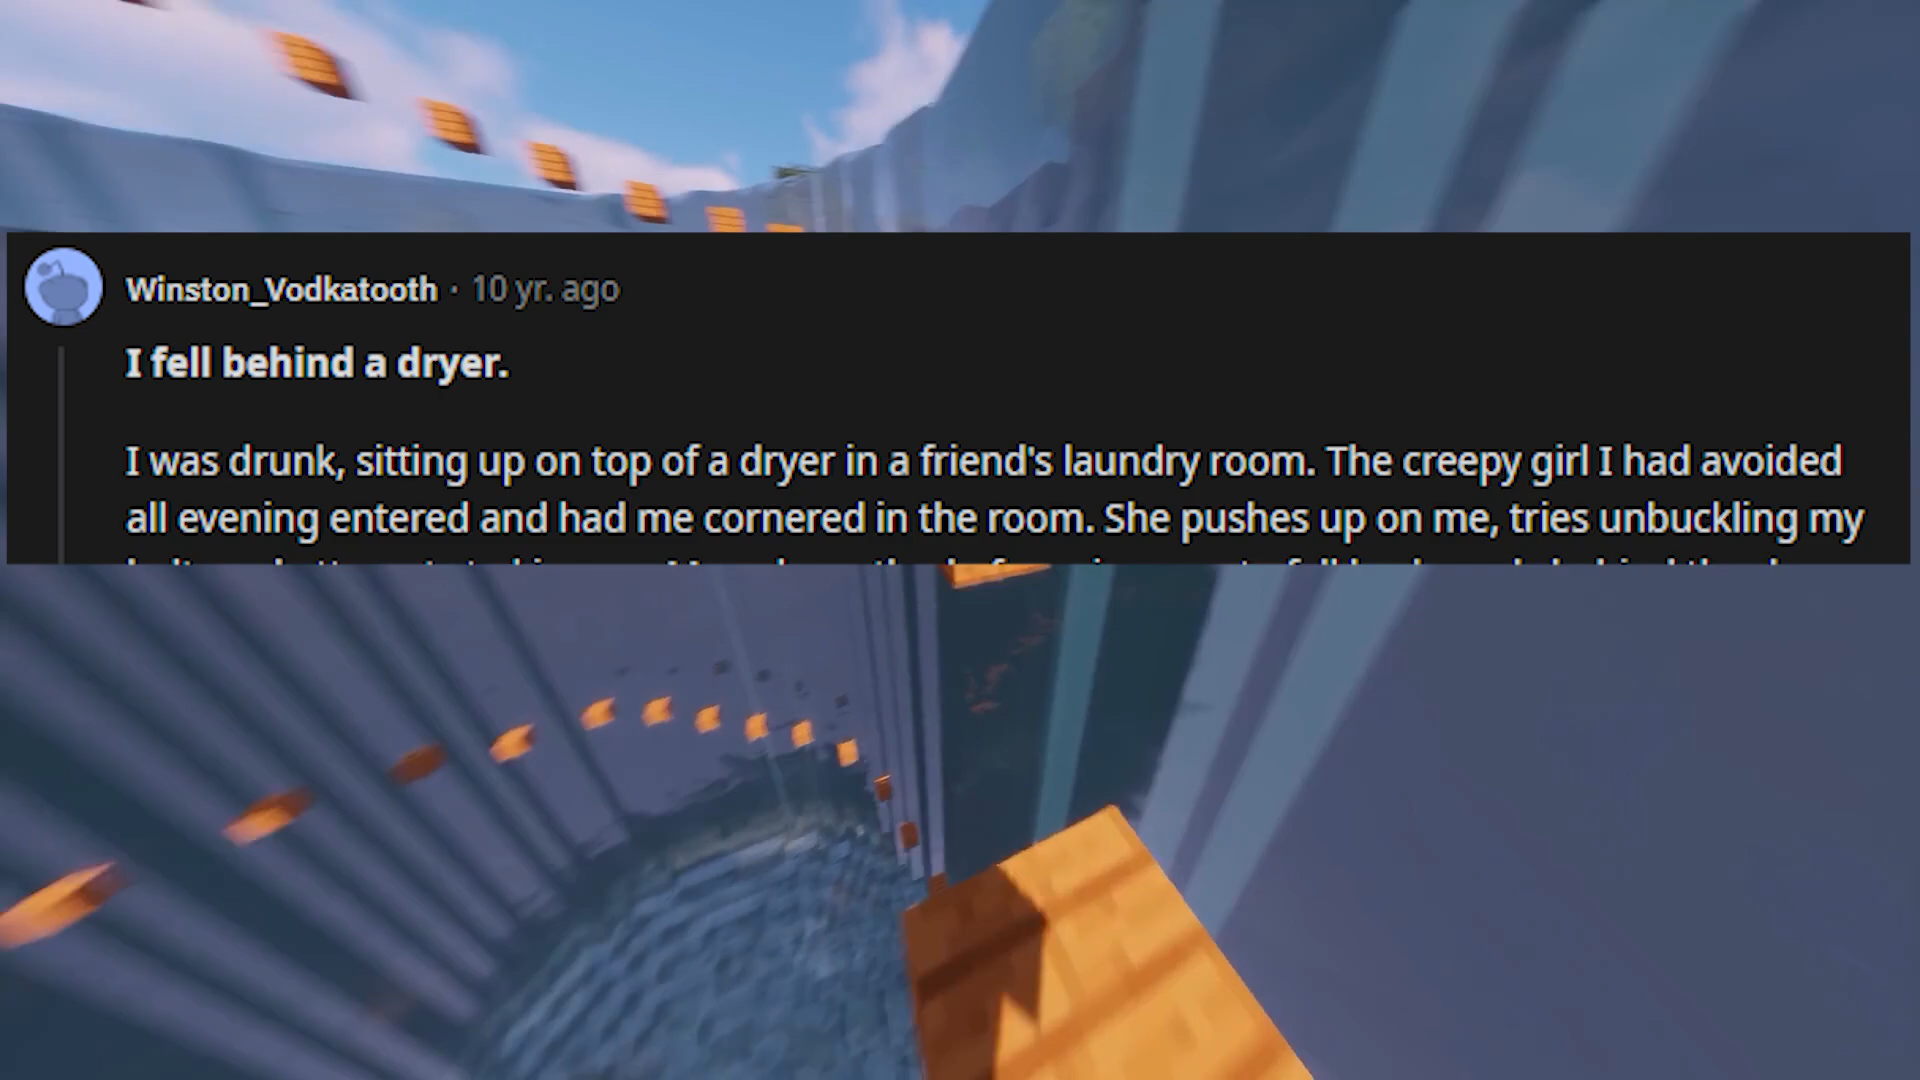 Winston_Vodkatooth · 10 yr. ago
I fell behind a dryer.
I was drunk, sitting up on top of a dryer in a friend's laundry room. The creepy girl I had avoided
all evening entered and had me cornered in the room. She pushes up on me, tries unbuckling my